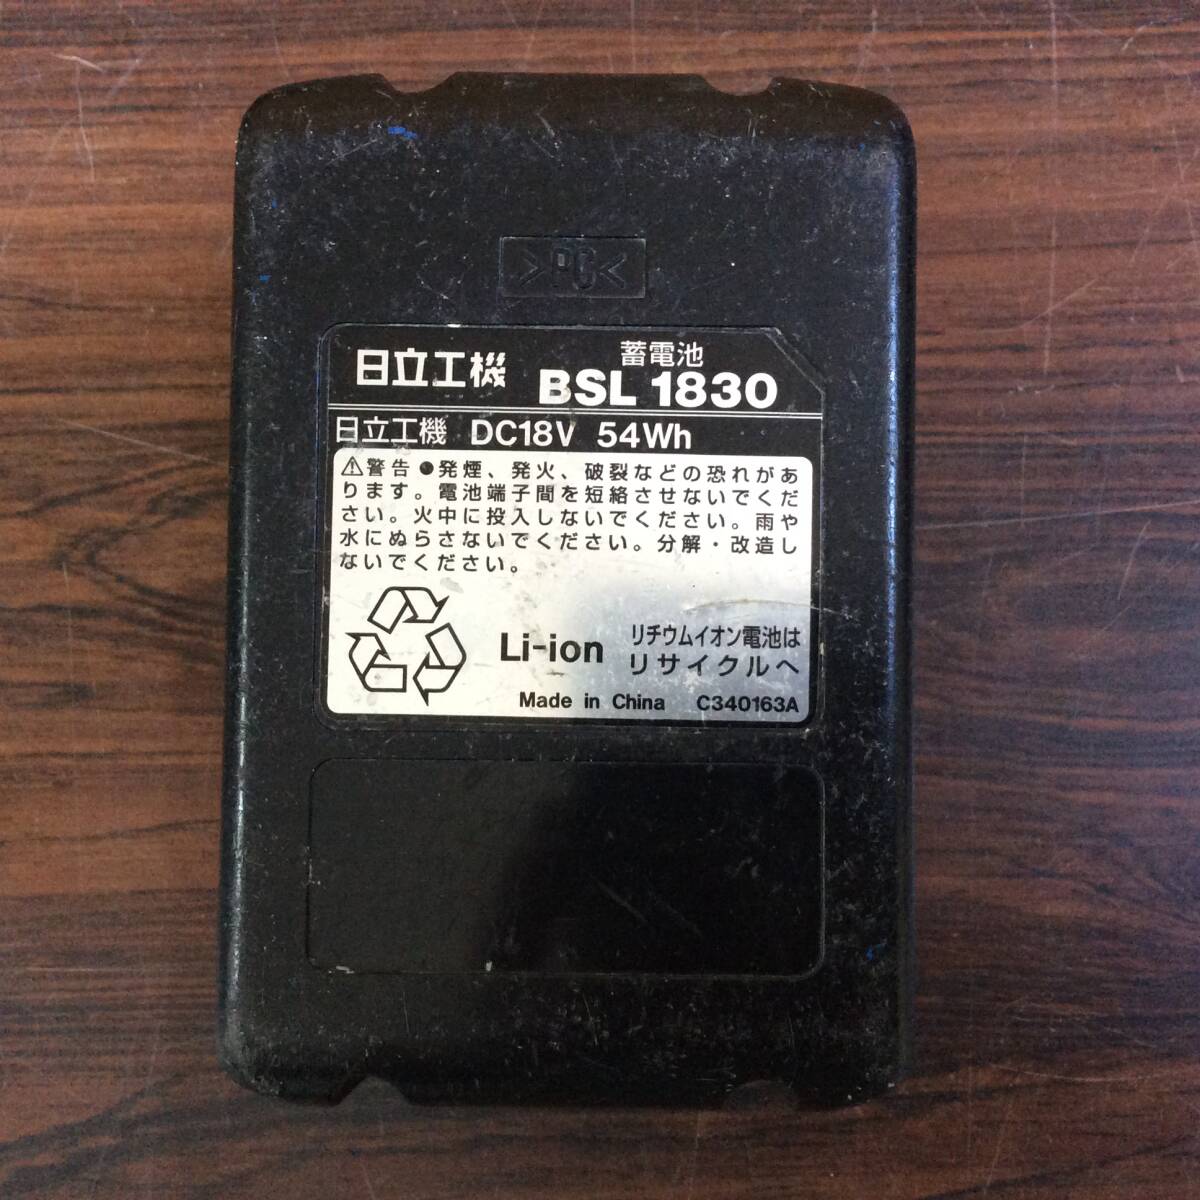 >PC<
日立工機 蓄電池
BSL 1830
日立工機 DC18V 54Wh
⚠警告 ●発煙、発火、破裂などの恐れがあ
ります。電池端子間を短絡させないでくだ
さい。火中に投入しないでください。雨や
水にぬらさないでください。分解・改造し
ないでください。
Li-ion リチウムイオン電池は
リサイクルへ
Made in China C340163A